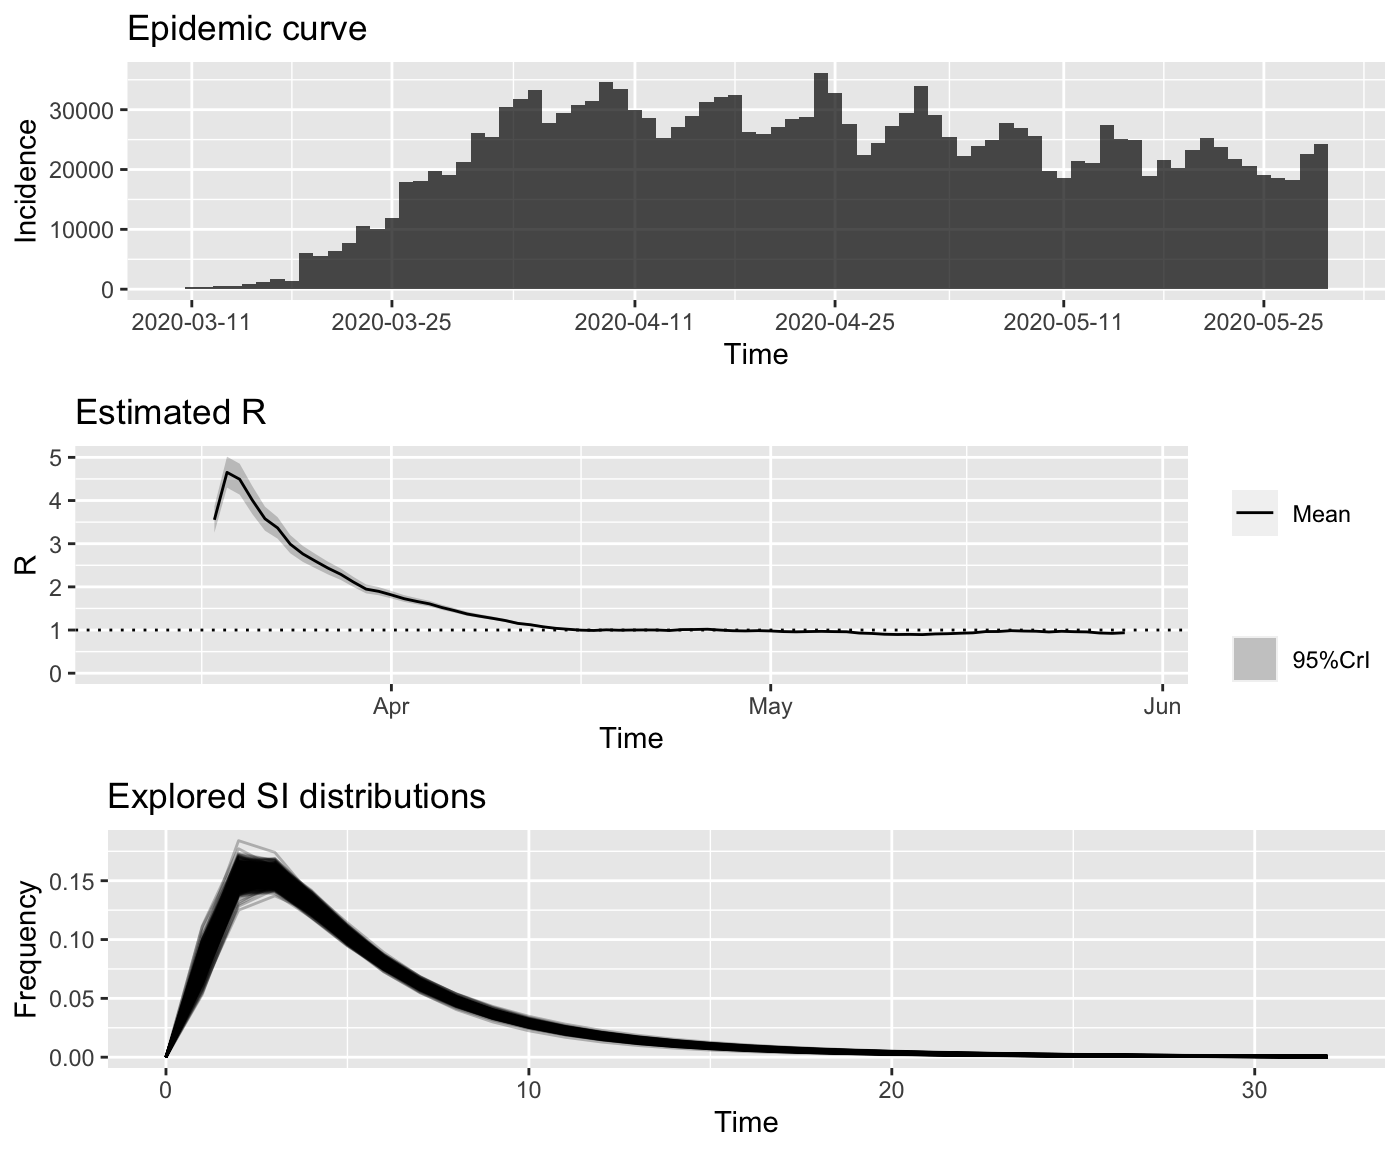 Epidemic curve
Incidence
30000
20000
10000
0
2020-03-11 2020-03-25 2020-04-11 2020-04-25 2020-05-11 2020-05-25
Time
Estimated R
R
5
4
3
2
1
0
Apr May Jun
Time
Mean
95%CrI
Explored SI distributions
Frequency
0.15
0.10
0.05
0.00
0 10 20 30
Time